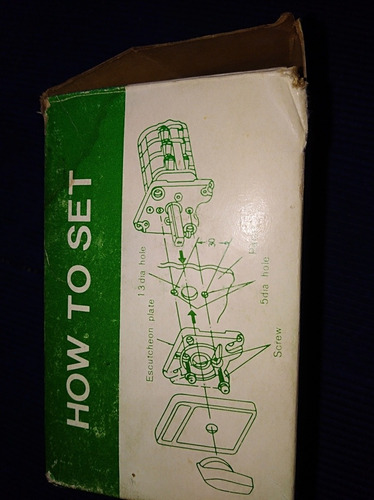 HOW TO SET
13dia hole
30
5dia hole
Escutcheon plate
Screw